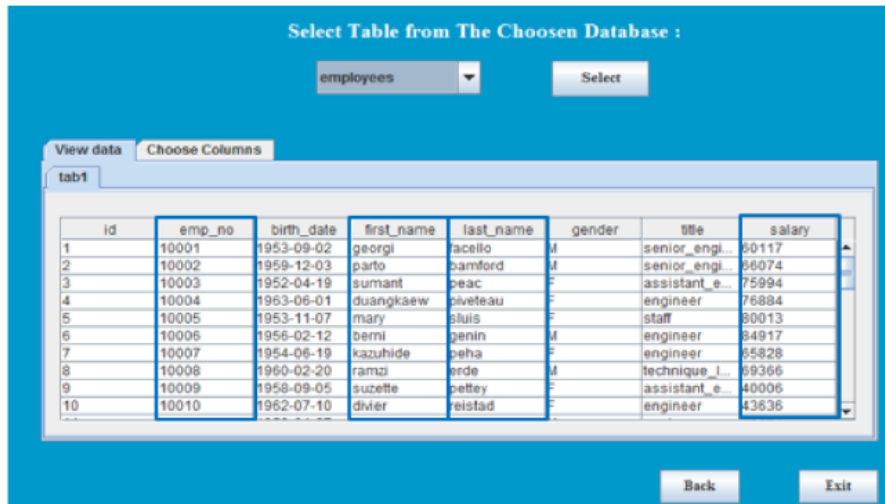 Select Table from The Choosen Database :
employees Select
View data Choose Columns
tab1
id emp_no birth_date first_name last_name gender title salary
1 10001 1953-09-02 georgi facello M senior_engi... 60117
2 10002 1959-12-03 parto bamford M senior_engi... 66074
3 10003 1952-04-19 sumant peac F assistant_e... 75994
4 10004 1963-06-01 duangkaew piveteau F engineer 76884
5 10005 1953-11-07 mary sluis F staff 80013
6 10006 1956-02-12 berni genin M engineer 84917
7 10007 1954-06-19 kazuhide peha F engineer 65828
8 10008 1960-02-20 ramzi erde M technique_l... 69366
9 10009 1958-09-05 suzette pettey F assistant_e... 40006
10 10010 1962-07-10 divier reistad F engineer 43636
Back Exit